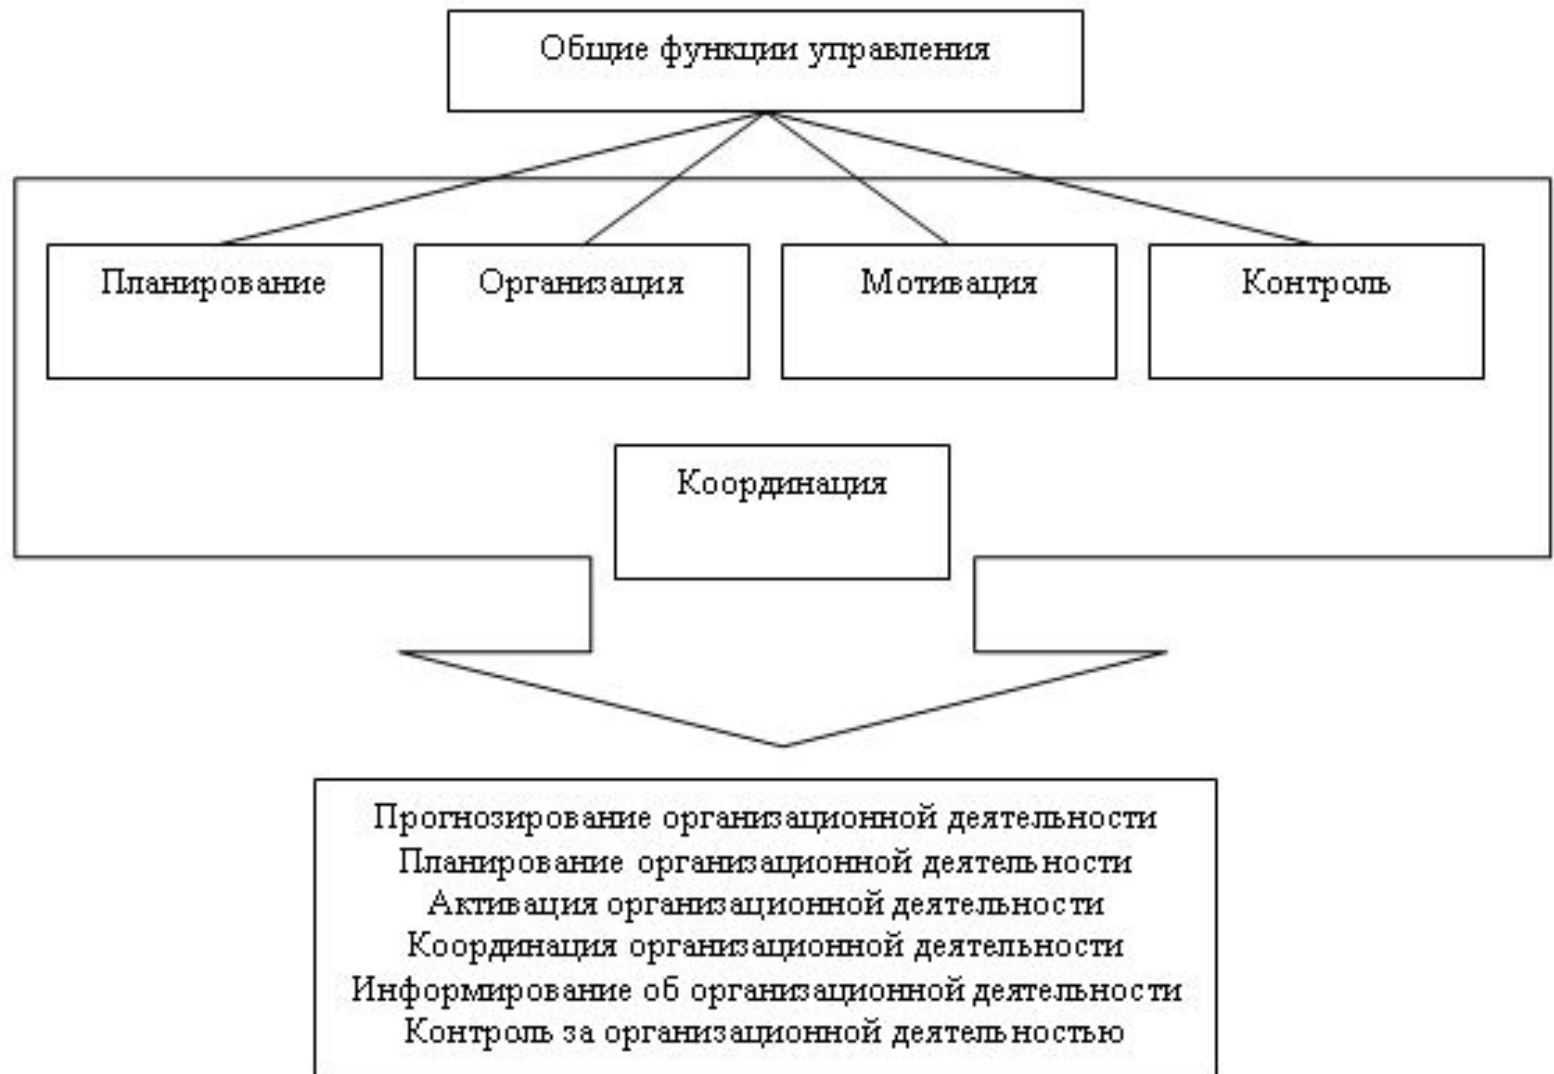 Общие функции управления
Планирование
Организация
Мотивация
Контроль
Координация
Прогнозирование организационной деятельности
Планирование организационной деятельности
Активация организационной деятельности
Координация организационной деятельности
Информирование об организационной деятельности
Контроль за организационной деятельностью